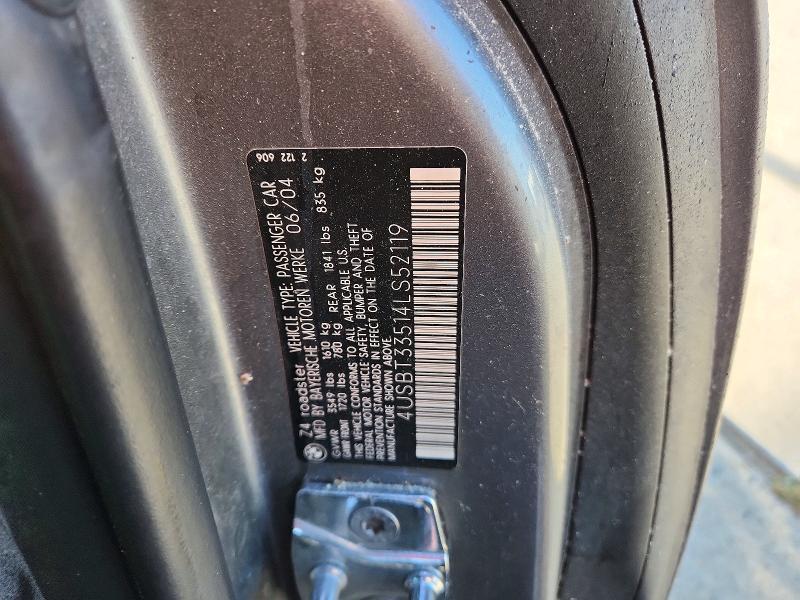 2 122 606
Z4 roadster VEHICLE TYPE: PASSENGER CAR
MFD BY BAYERISCHE MOTOREN WERKE 06/04
GVWR 3549 lbs 1610 kg
GAWR FRONT 1720 lbs 780 kg REAR 1841 lbs 835 kg
THIS VEHICLE CONFORMS TO ALL APPLICABLE U.S.
FEDERAL MOTOR VEHICLE SAFETY, BUMPER AND THEFT
PREVENTION STANDARDS IN EFFECT ON THE DATE OF
MANUFACTURE SHOWN ABOVE.
4USBT33514LS52119